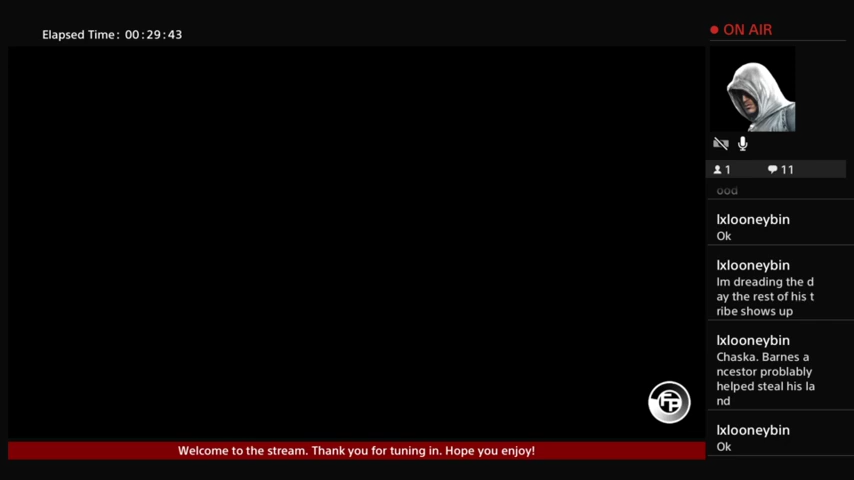 Elapsed Time: 00:29:43
ON AIR
1 11
ood
lxlooneybin
Ok
lxlooneybin
Im dreading the d
ay the rest of his t
ribe shows up
lxlooneybin
Chaska. Barnes a
ncestor problably
helped steal his la
nd
lxlooneybin
Ok
Welcome to the stream. Thank you for tuning in. Hope you enjoy!